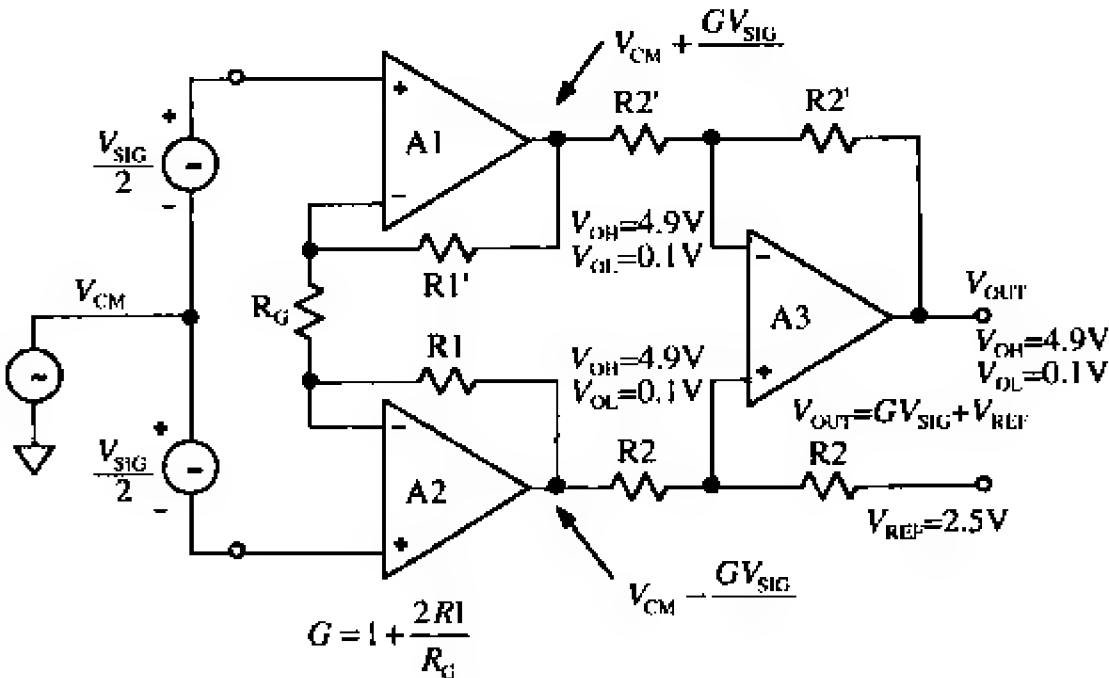 V_CM + GV_SIG
R2'
R2'
+
A1
−
+
V_SIG
2
−
V_OH=4.9V
V_OL=0.1V
R1'
V_CM
R_G
−
A3
+
V_OUT
V_OH=4.9V
V_OL=0.1V
R1
V_OH=4.9V
V_OL=0.1V
V_OUT=GV_SIG+V_REF
+
V_SIG
2
−
−
A2
+
R2
R2
V_REF=2.5V
V_CM − GV_SIG
G = 1 + 2R1
R_G